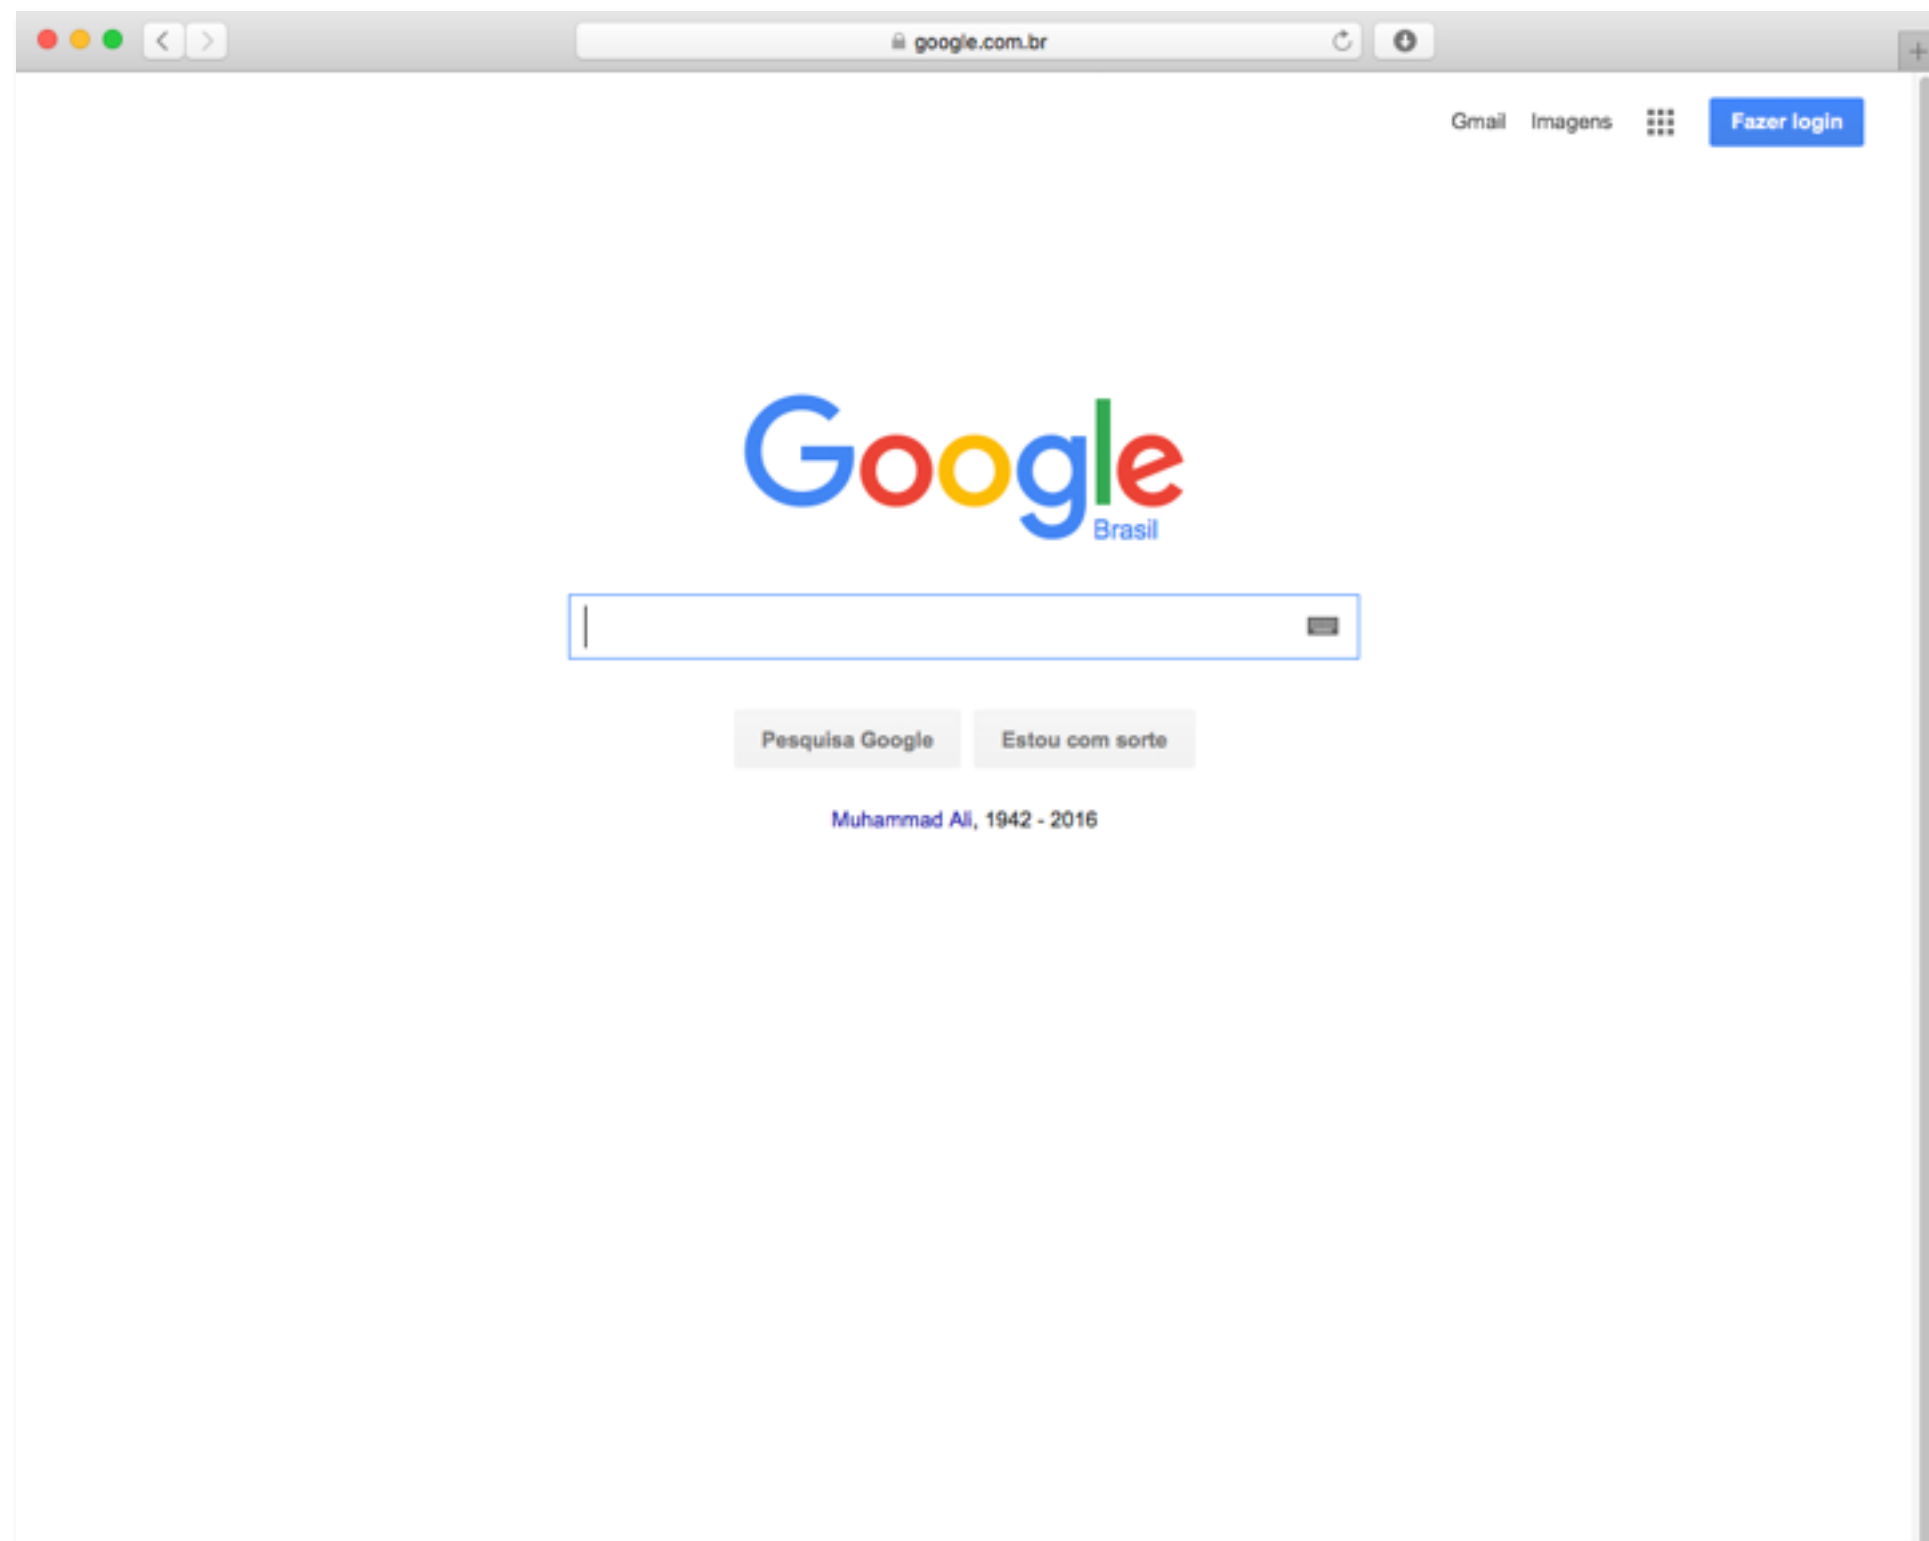 google.com.br
Gmail Imagens Fazer login
Google
Brasil
Pesquisa Google Estou com sorte
Muhammad Ali, 1942 - 2016